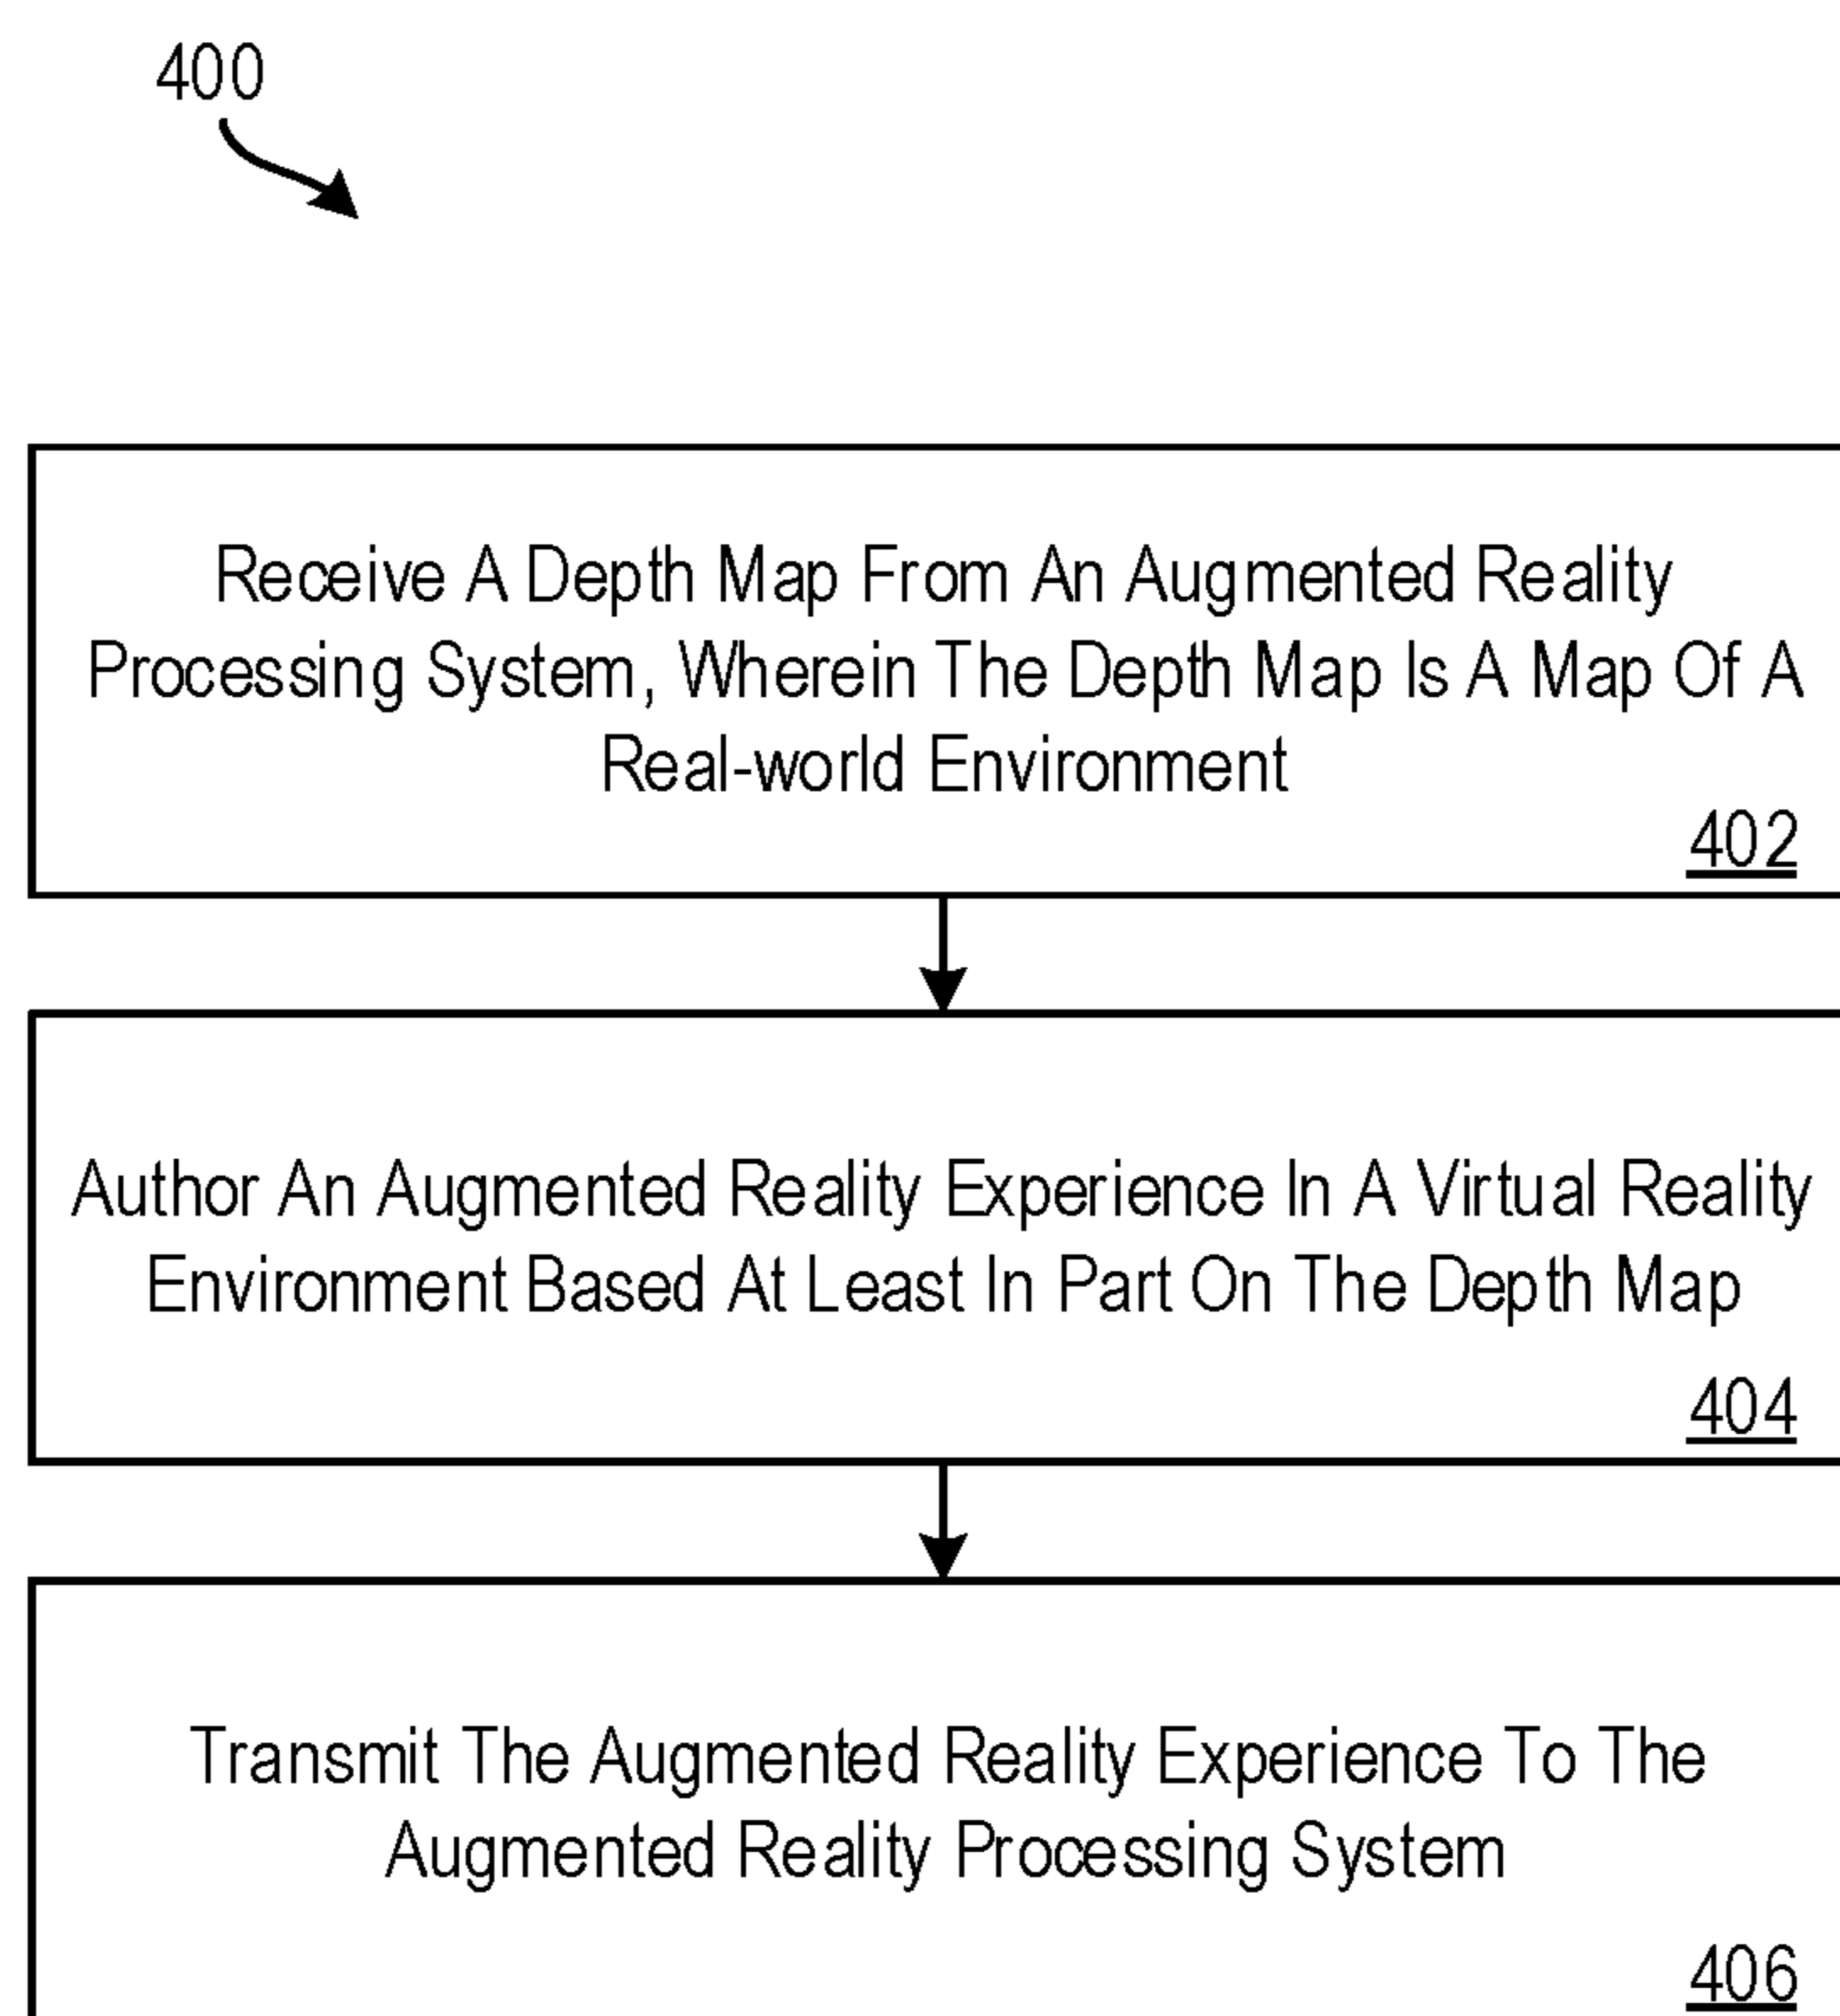 400
Receive A Depth Map From An Augmented Reality
Processing System, Wherein The Depth Map Is A Map Of A
Real-world Environment
402
Author An Augmented Reality Experience In A Virtual Reality
Environment Based At Least In Part On The Depth Map
404
Transmit The Augmented Reality Experience To The
Augmented Reality Processing System
406